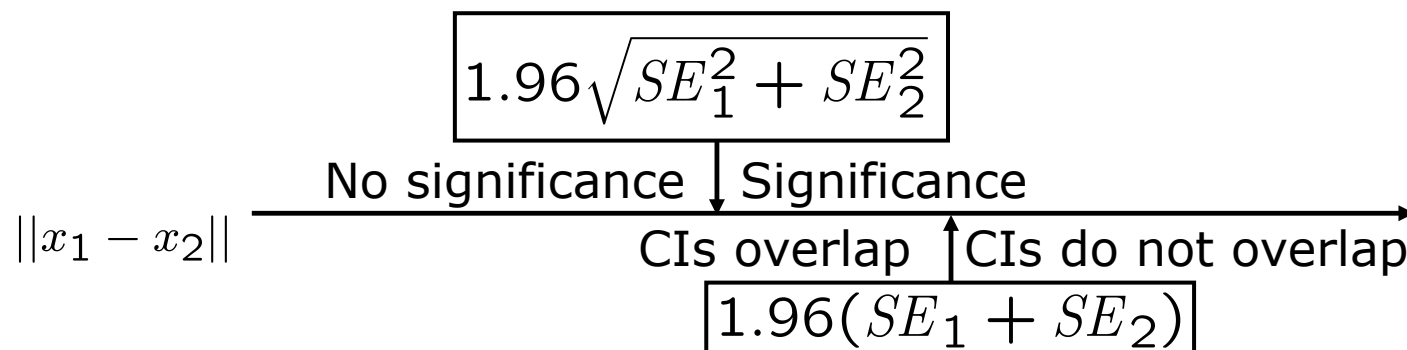 1.96√(SE₁² + SE₂²)
No significance Significance
||x₁ − x₂||
CIs overlap CIs do not overlap
1.96(SE₁ + SE₂)